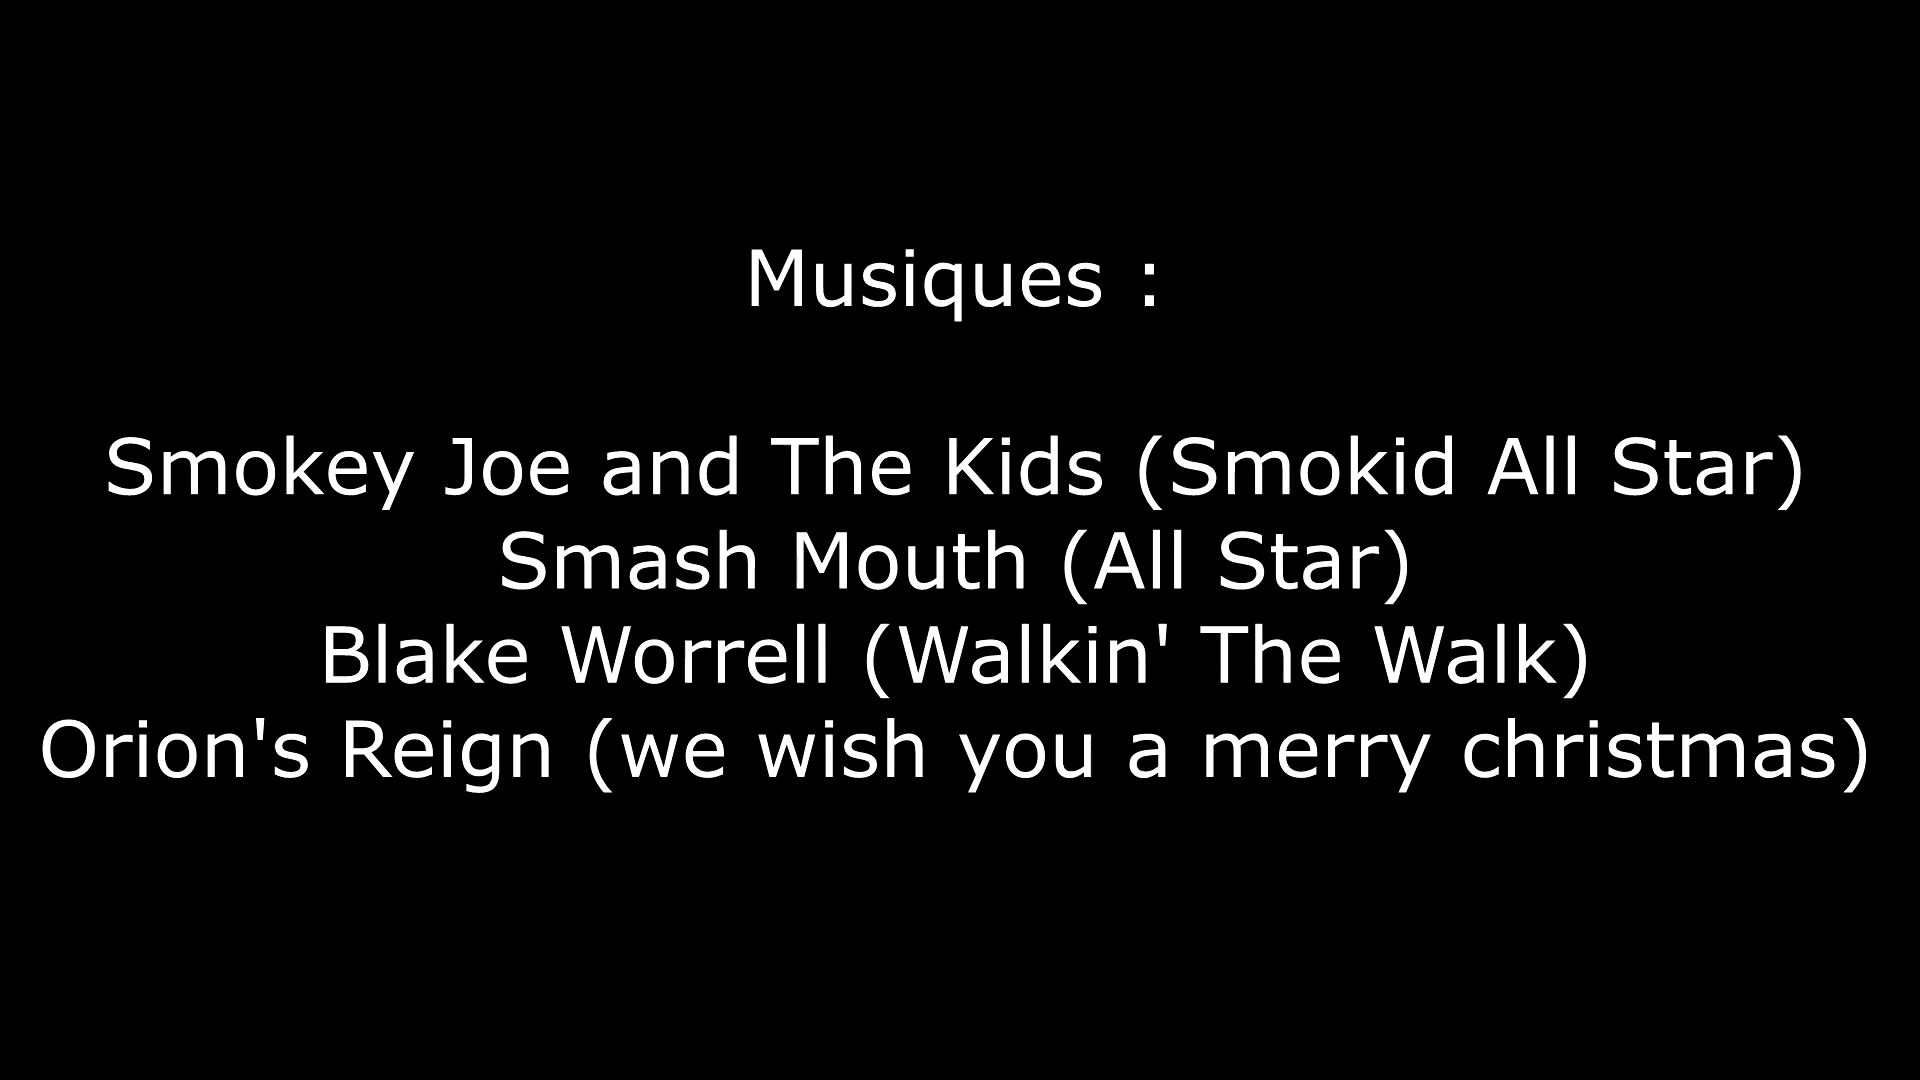 Musiques :
Smokey Joe and The Kids (Smokid All Star)
Smash Mouth (All Star)
Blake Worrell (Walkin' The Walk)
Orion's Reign (we wish you a merry christmas)